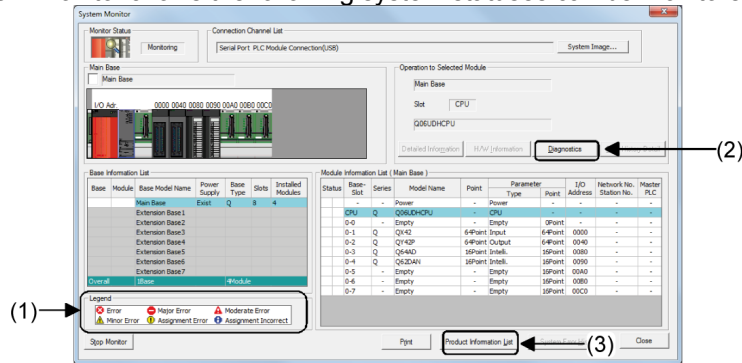 System Monitor
Monitor Status
Monitoring
Connection Channel List
Serial Port PLC Module Connection(USB)
System Image...
Main Base
Main Base
I/O Adr. 0000 0040 0080 0090 00A0 00B0 00C0
Operation to Selected Module
Main Base
Slot CPU
Q06UDHCPU
Detailed Information H/W Information Diagnostics
(2)
Base Information List
Base Module Base Model Name Power Supply Base Type Slots Installed Modules
Main Base Exist Q 8 4
Extension Base1
Extension Base2
Extension Base3
Extension Base4
Extension Base5
Extension Base6
Extension Base7
Overall 1Base 4Module
Module Information List ( Main Base )
Status Base-Slot Series Model Name Point Parameter Type Point I/O Address Network No. Station No. Master PLC
- - Power - Power - - - -
CPU Q Q06UDHCPU - CPU - - - -
0-0 - Empty - Empty 0Point - - -
0-1 Q QX42 64Point Input 64Point 0000 - -
0-2 Q QY42P 64Point Output 64Point 0040 - -
0-3 Q Q64AD 16Point Intelli. 16Point 0080 - -
0-4 Q Q62DAN 16Point Intelli. 16Point 0090 - -
0-5 - Empty - Empty 16Point 00A0 - -
0-6 - Empty - Empty 16Point 00B0 - -
0-7 - Empty - Empty 16Point 00C0 - -
(1)
Legend
Error Major Error Moderate Error
Minor Error Assignment Error Assignment Incorrect
Stop Monitor
Print
Product Information List
(3)
Close